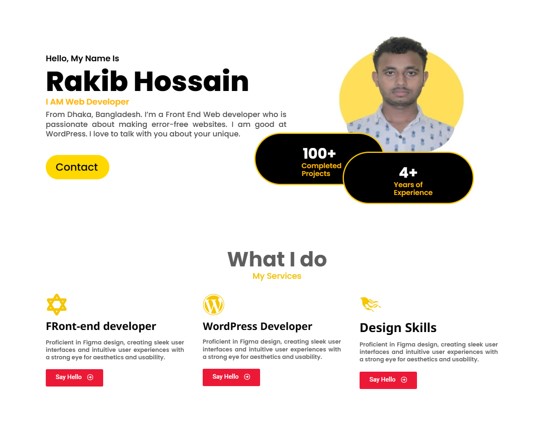 Hello, My Name Is
Rakib Hossain
I AM Web Developer
From Dhaka, Bangladesh. I'm a Front End Web developer who is
passionate about making error-free websites. I am good at
WordPress. I love to talk with you about your unique.
Contact
100+
Completed
Projects
4+
Years of
Experience
What I do
My Services
FRont-end developer
Proficient in Figma design, creating sleek user
interfaces and intuitive user experiences with
a strong eye for aesthetics and usability.
Say Hello
WordPress Developer
Proficient in Figma design, creating sleek user
interfaces and intuitive user experiences with
a strong eye for aesthetics and usability.
Say Hello
Design Skills
Proficient in Figma design, creating sleek user
interfaces and intuitive user experiences with
a strong eye for aesthetics and usability.
Say Hello